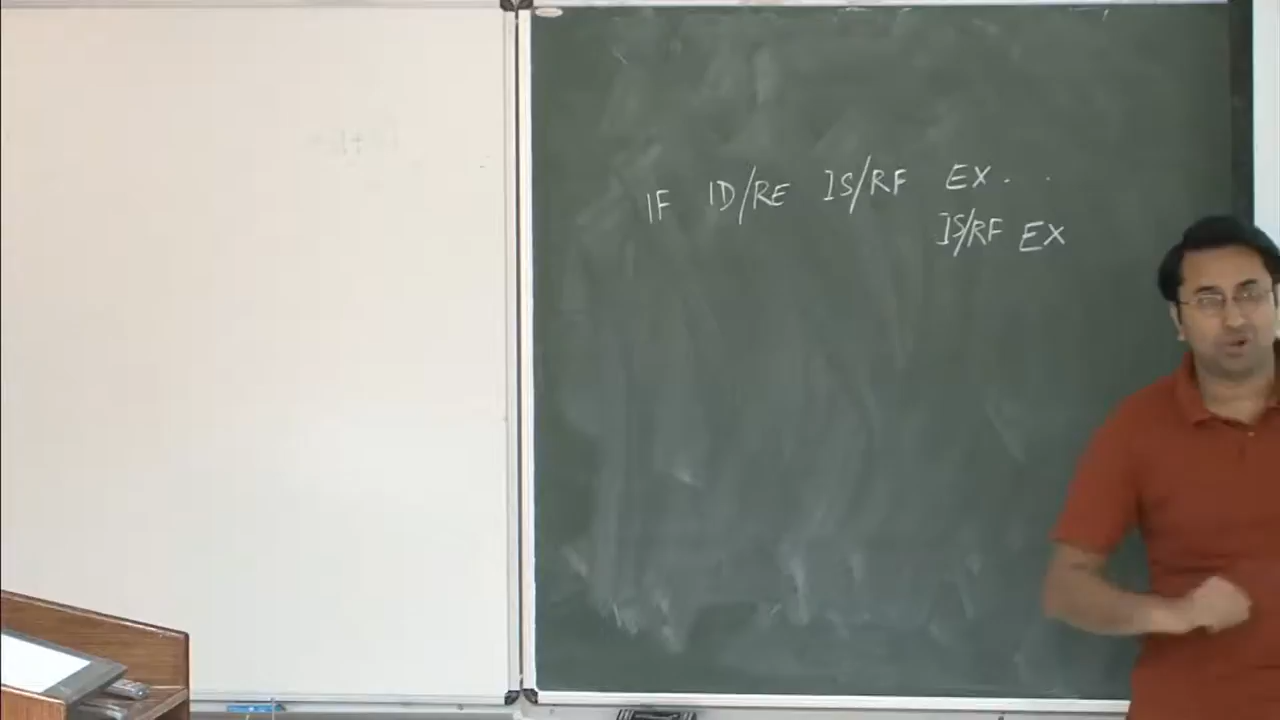 IF ID/RE IS/RF EX . .
IS/RF EX